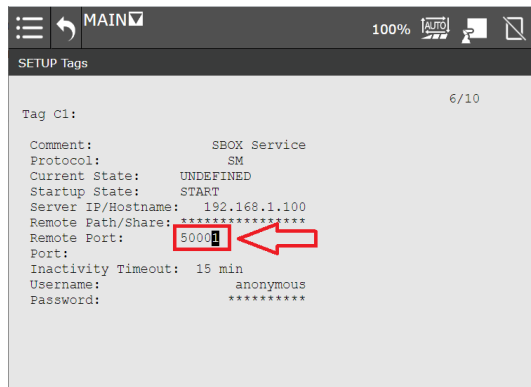 MAIN
100% AUTO
SETUP Tags
6/10
Tag C1:
Comment: SBOX Service
Protocol: SM
Current State: UNDEFINED
Startup State: START
Server IP/Hostname: 192.168.1.100
Remote Path/Share: ****************
Remote Port: 50001
Port:
Inactivity Timeout: 15 min
Username: anonymous
Password: **********